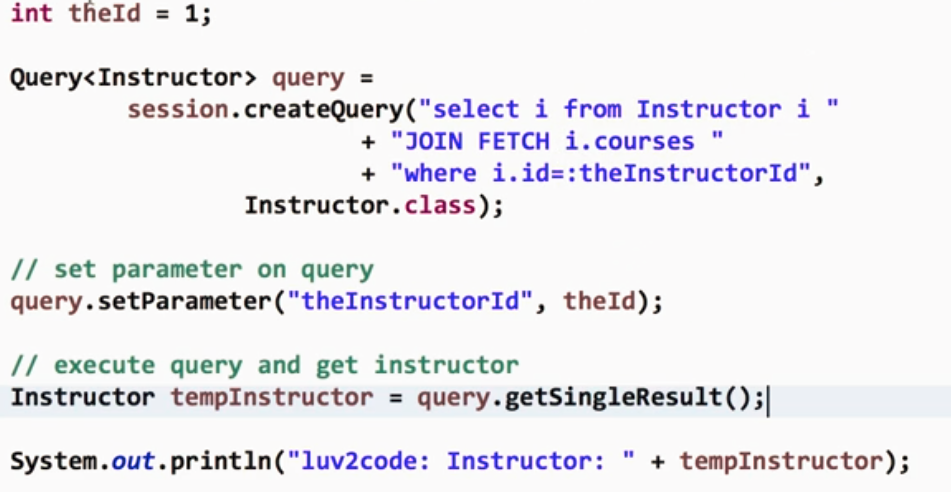 int theId = 1;
Query<Instructor> query =
session.createQuery("select i from Instructor i "
+ "JOIN FETCH i.courses "
+ "where i.id=:theInstructorId",
Instructor.class);
// set parameter on query
query.setParameter("theInstructorId", theId);
// execute query and get instructor
Instructor tempInstructor = query.getSingleResult();
System.out.println("luv2code: Instructor: " + tempInstructor);